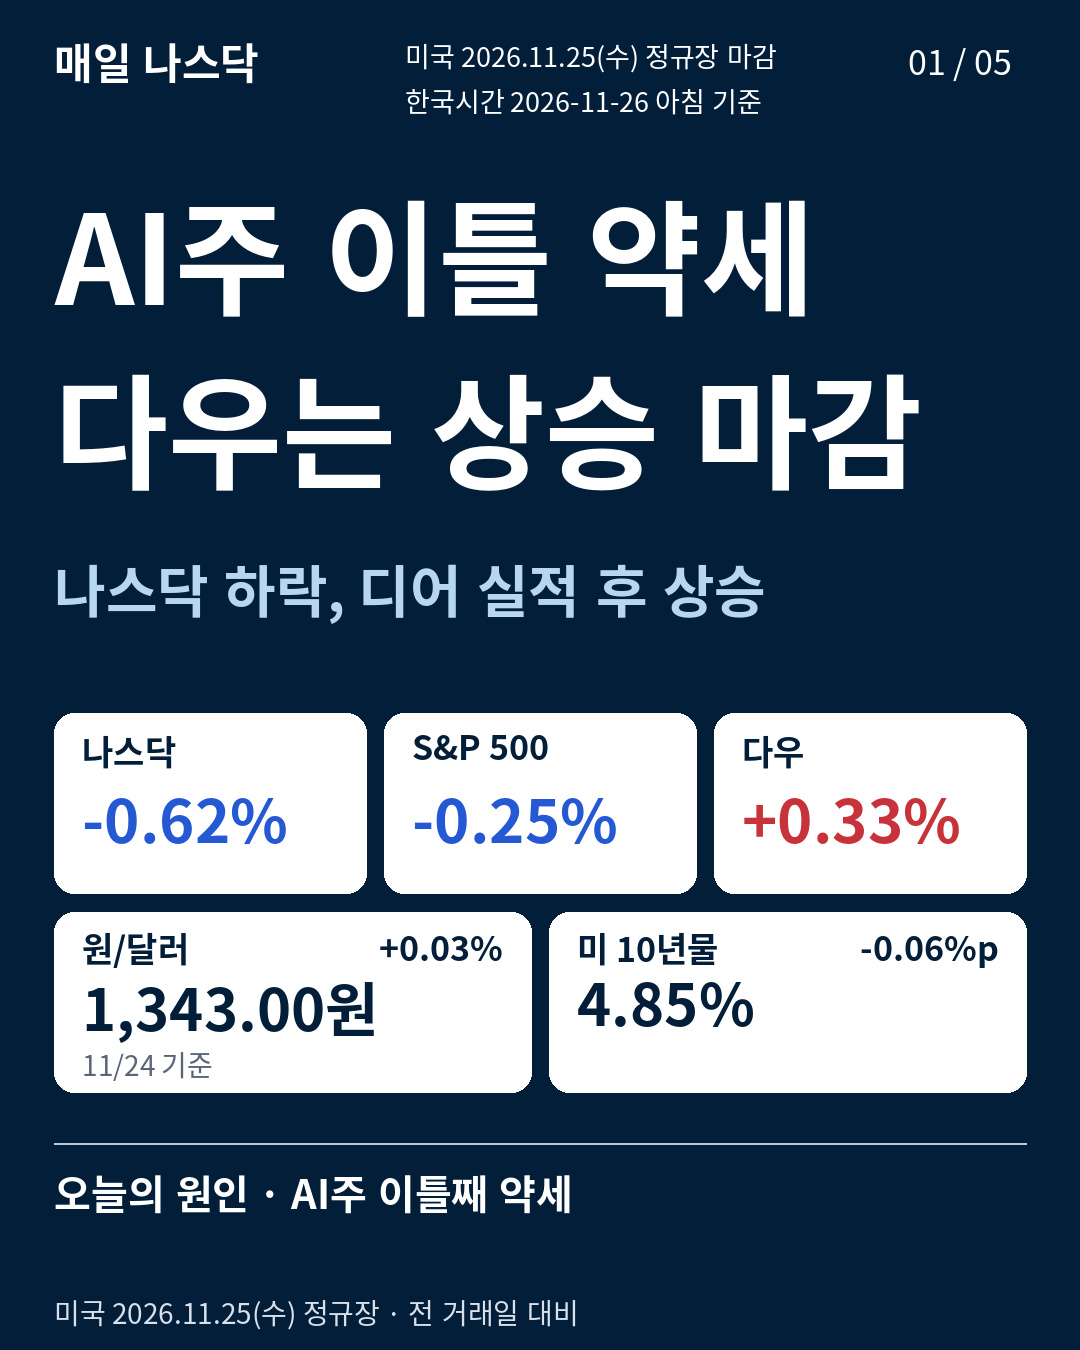 매일 나스닥
미국 2026.11.25(수) 정규장 마감
한국시간 2026-11-26 아침 기준
01 / 05
AI주 이틀 약세
다우는 상승 마감
나스닥 하락, 디어 실적 후 상승
나스닥
-0.62%
S&P 500
-0.25%
다우
+0.33%
원/달러 +0.03%
1,343.00원
11/24 기준
미 10년물 -0.06%p
4.85%
오늘의 원인 · AI주 이틀째 약세
미국 2026.11.25(수) 정규장 · 전 거래일 대비